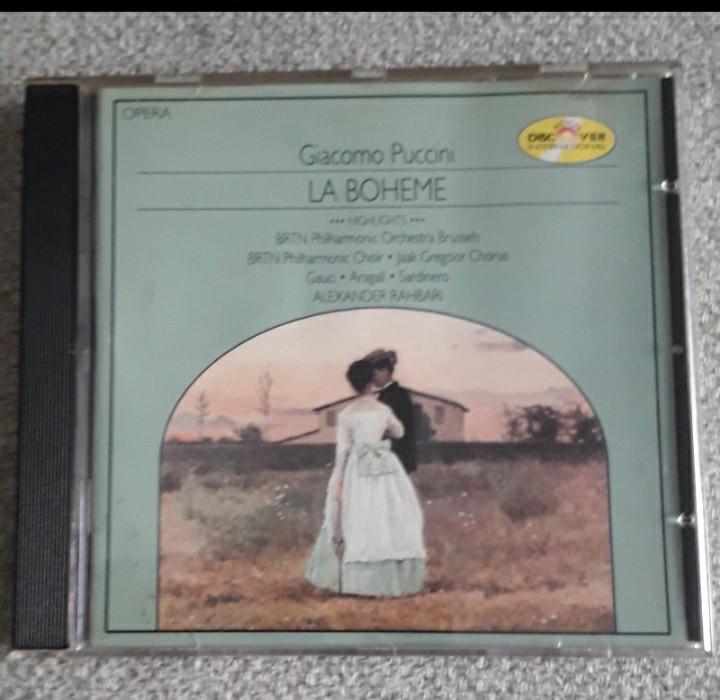 OPERA
DISCOVER
INTERNATIONAL
Giacomo Puccini
LA BOHEME
••• HIGHLIGHTS •••
BRTN Philharmonic Orchestra Brussels
BRTN Philharmonic Choir • Jaak Gregoor Chorus
Gauci • Aragall • Sardinero
ALEXANDER RAHBARI